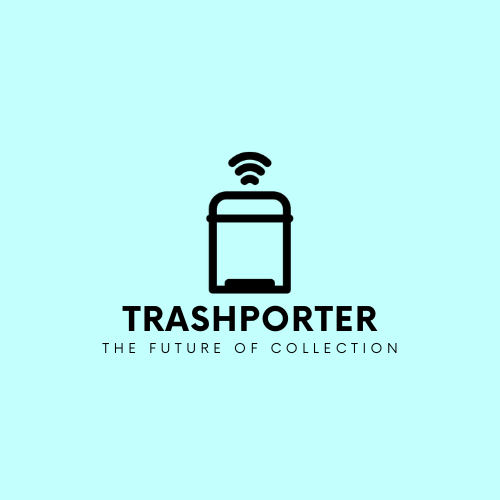 TRASHPORTER
THE FUTURE OF COLLECTION